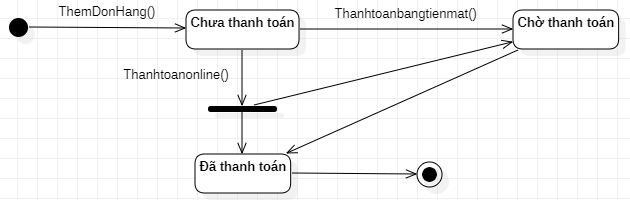 ThemDonHang()
Chưa thanh toán
Thanhtoanbangtienmat()
Chờ thanh toán
Thanhtoanonline()
Đã thanh toán